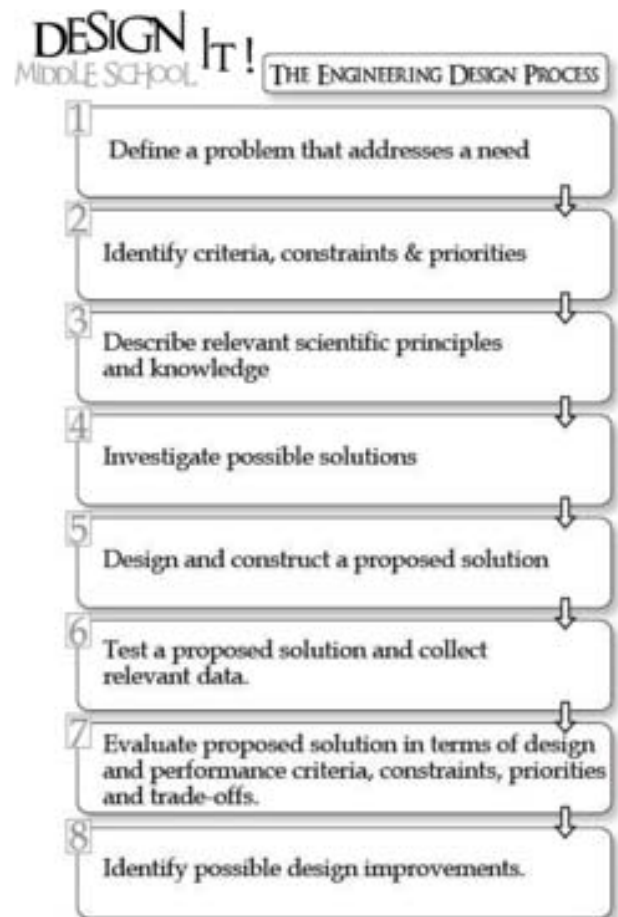 DESIGN IT!
MIDDLE SCHOOL
THE ENGINEERING DESIGN PROCESS
1
Define a problem that addresses a need
2
Identify criteria, constraints & priorities
3
Describe relevant scientific principles
and knowledge
4
Investigate possible solutions
5
Design and construct a proposed solution
6
Test a proposed solution and collect
relevant data.
7
Evaluate proposed solution in terms of design
and performance criteria, constraints, priorities
and trade-offs.
8
Identify possible design improvements.